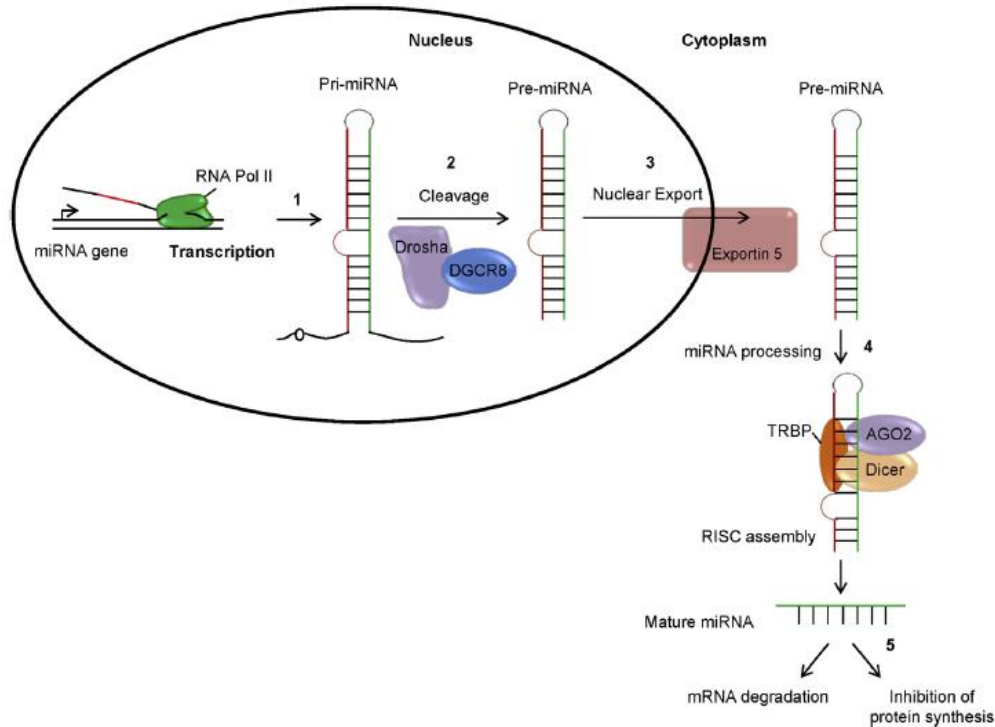 Nucleus
Cytoplasm
Pri-miRNA
Pre-miRNA
Pre-miRNA
RNA Pol II
1
2
3
Cleavage
Nuclear Export
miRNA gene
Transcription
Drosha
DGCR8
Exportin 5
miRNA processing
4
TRBP
AGO2
Dicer
RISC assembly
Mature miRNA
5
mRNA degradation
Inhibition of
protein synthesis